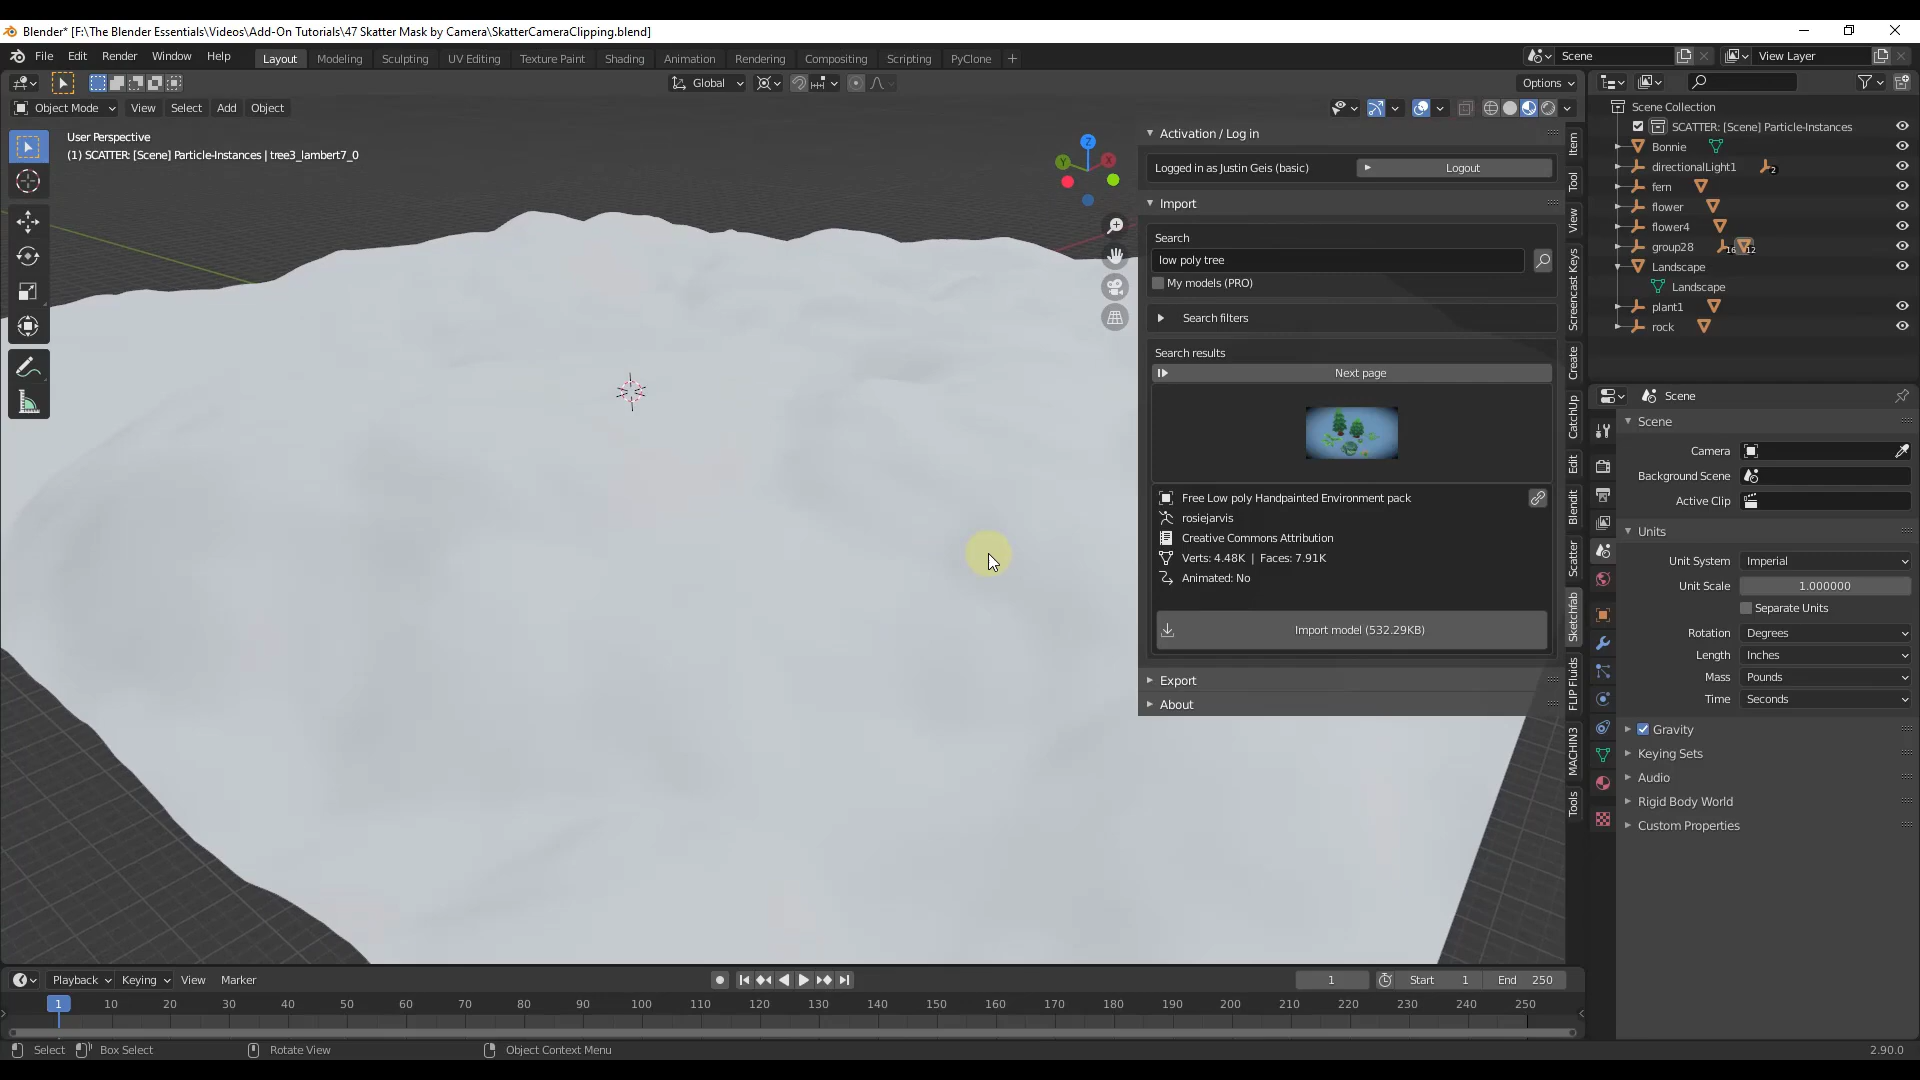 Blender* [F:\The Blender Essentials\Videos\Add-On Tutorials\47 Skatter Mask by Camera\SkatterCameraClipping.blend]
File Edit Render Window Help Layout Modeling Sculpting UV Editing Texture Paint Shading Animation Rendering Compositing Scripting PyClone Scene View Layer
Global Options
Object Mode View Select Add Object
User Perspective
(1) SCATTER: [Scene] Particle-Instances | tree3_lambert7_0
Z
Y X
Activation / Log in
Logged in as Justin Geis (basic) Logout
Import
Search
low poly tree
My models (PRO)
Search filters
Search results
Next page
Free Low poly Handpainted Environment pack
rosiejarvis
Creative Commons Attribution
Verts: 4.48K | Faces: 7.91K
Animated: No
Import model (532.29KB)
Export
About
Item
Tool
View
Screencast Keys
Create
CatchUp
Edit
Blendit
Scatter
Sketchfab
FLIP Fluids
MACHIN3
Tools
Scene Collection
SCATTER: [Scene] Particle-Instances
Bonnie
directionalLight1 2
fern
flower
flower4
group28 16 12
Landscape
Landscape
plant1
rock
Scene
Scene
Camera
Background Scene
Active Clip
Units
Unit System Imperial
Unit Scale 1.000000
Separate Units
Rotation Degrees
Length Inches
Mass Pounds
Time Seconds
Gravity
Keying Sets
Audio
Rigid Body World
Custom Properties
Playback Keying View Marker 1 Start 1 End 250
1 10 20 30 40 50 60 70 80 90 100 110 120 130 140 150 160 170 180 190 200 210 220 230 240 250
Select Box Select Rotate View Object Context Menu 2.90.0